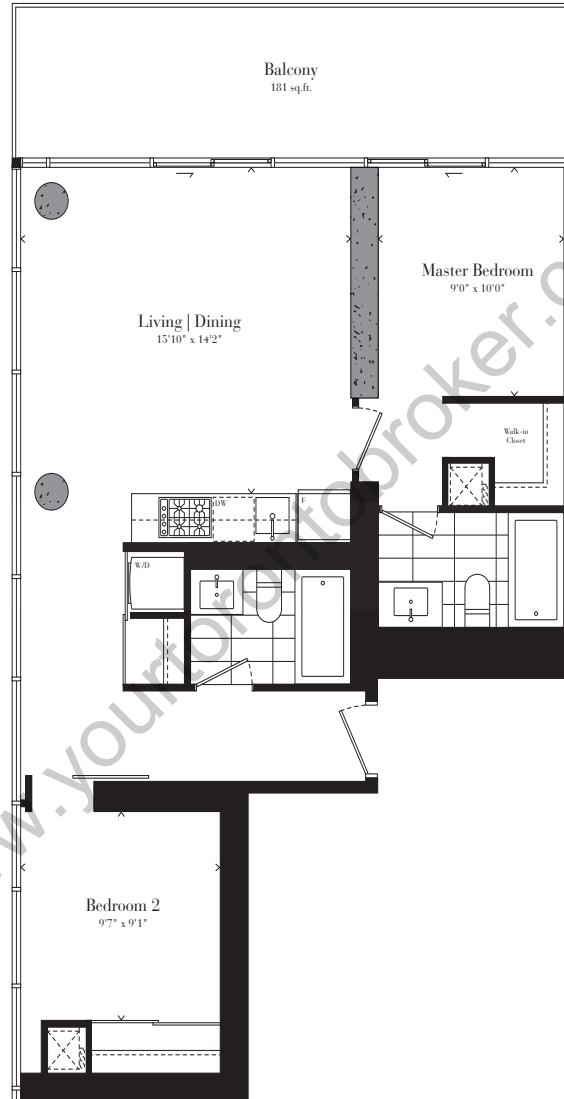 Balcony
181 sq.ft.
Master Bedroom
9'0" x 10'0"
Living | Dining
15'10" x 14'2"
Walk-in
Closet
F
DW
W/D
Bedroom 2
9'7" x 9'1"
w.yourtorontobroker.c